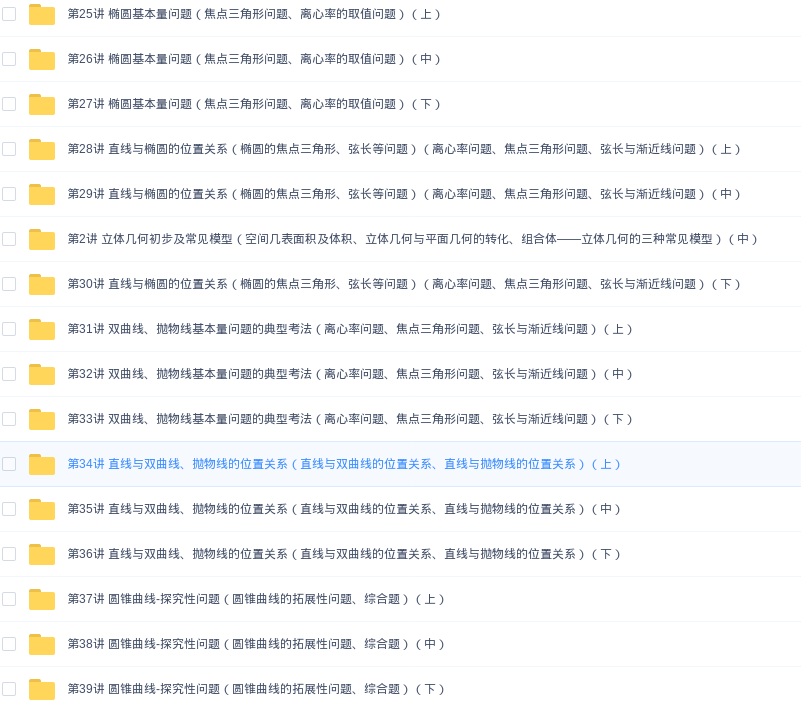 第25讲 椭圆基本量问题（焦点三角形问题、离心率的取值问题）（上）
第26讲 椭圆基本量问题（焦点三角形问题、离心率的取值问题）（中）
第27讲 椭圆基本量问题（焦点三角形问题、离心率的取值问题）（下）
第28讲 直线与椭圆的位置关系（椭圆的焦点三角形、弦长等问题）（离心率问题、焦点三角形问题、弦长与渐近线问题）（上）
第29讲 直线与椭圆的位置关系（椭圆的焦点三角形、弦长等问题）（离心率问题、焦点三角形问题、弦长与渐近线问题）（中）
第2讲 立体几何初步及常见模型（空间几表面积及体积、立体几何与平面几何的转化、组合体——立体几何的三种常见模型）（中）
第30讲 直线与椭圆的位置关系（椭圆的焦点三角形、弦长等问题）（离心率问题、焦点三角形问题、弦长与渐近线问题）（下）
第31讲 双曲线、抛物线基本量问题的典型考法（离心率问题、焦点三角形问题、弦长与渐近线问题）（上）
第32讲 双曲线、抛物线基本量问题的典型考法（离心率问题、焦点三角形问题、弦长与渐近线问题）（中）
第33讲 双曲线、抛物线基本量问题的典型考法（离心率问题、焦点三角形问题、弦长与渐近线问题）（下）
第34讲 直线与双曲线、抛物线的位置关系（直线与双曲线的位置关系、直线与抛物线的位置关系）（上）
第35讲 直线与双曲线、抛物线的位置关系（直线与双曲线的位置关系、直线与抛物线的位置关系）（中）
第36讲 直线与双曲线、抛物线的位置关系（直线与双曲线的位置关系、直线与抛物线的位置关系）（下）
第37讲 圆锥曲线-探究性问题（圆锥曲线的拓展性问题、综合题）（上）
第38讲 圆锥曲线-探究性问题（圆锥曲线的拓展性问题、综合题）（中）
第39讲 圆锥曲线-探究性问题（圆锥曲线的拓展性问题、综合题）（下）